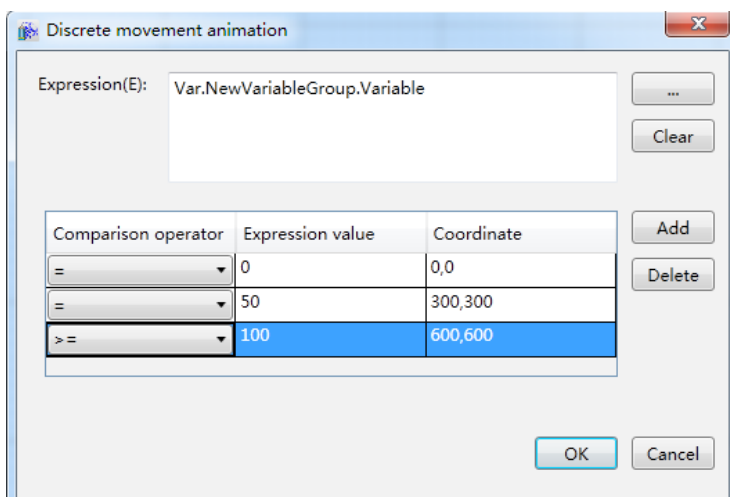 Discrete movement animation
Expression(E):
Var.NewVariableGroup.Variable
...
Clear
Comparison operator Expression value Coordinate
Add
= 0 0,0
Delete
= 50 300,300
>= 100 600,600
OK Cancel